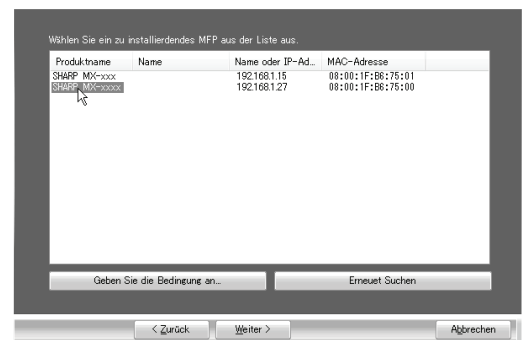 Wählen Sie ein zu installierdendes MFP aus der Liste aus.
Produktname Name Name oder IP-Ad... MAC-Adresse
SHARP MX-xxx 192.168.1.15 08:00:1F:B6:75:01
SHARP MX-xxxx 192.168.1.27 08:00:1F:B6:75:00
Geben Sie die Bedingung an... Erneuet Suchen
< Zurück Weiter > Abbrechen